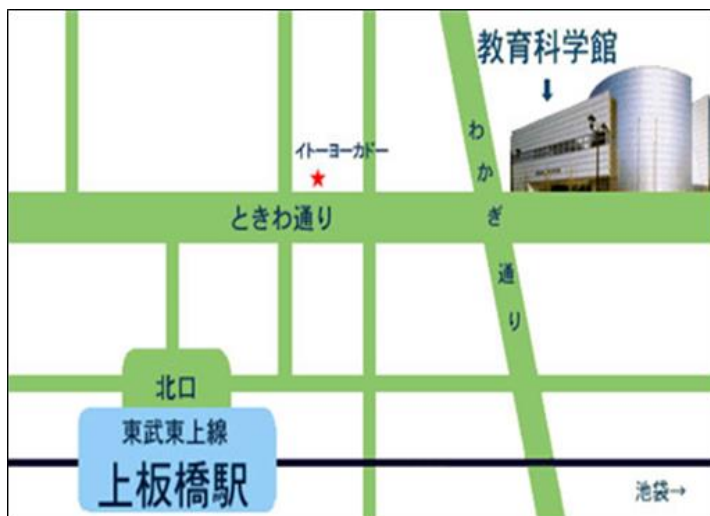 教育科学館
わかぎ通り
イトーヨーカドー
ときわ通り
北口
東武東上線
上板橋駅
池袋→